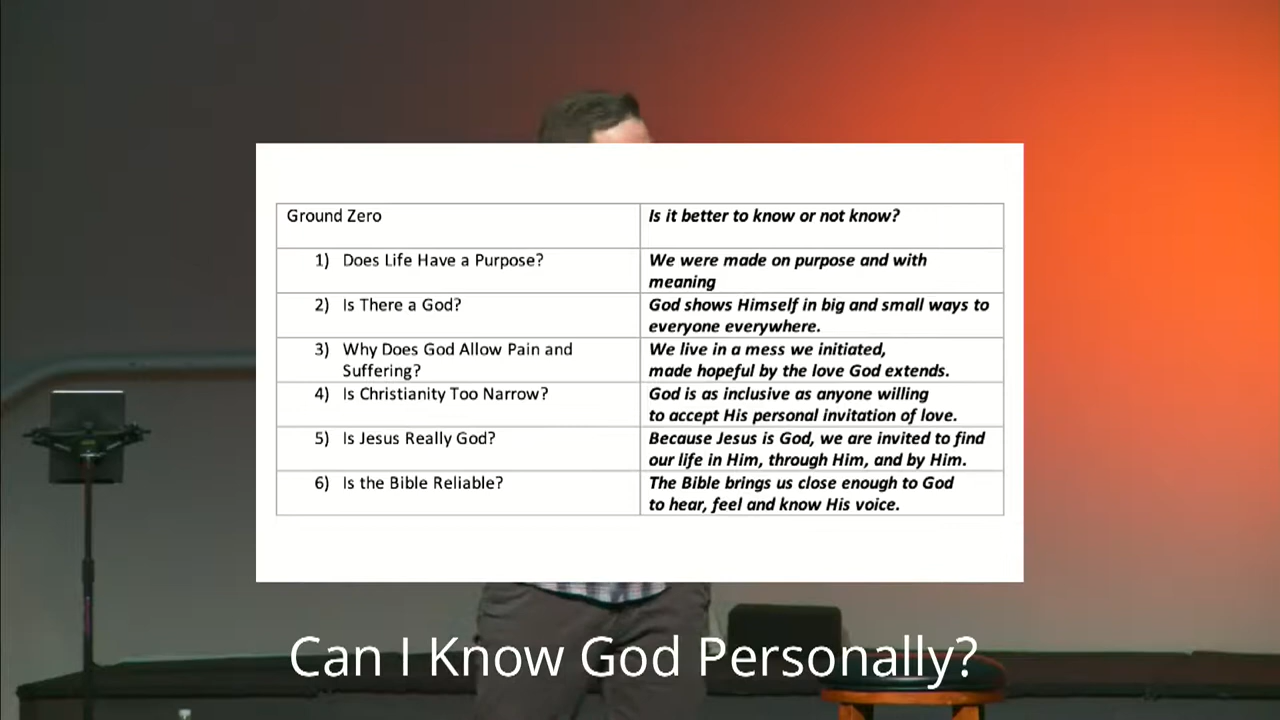 Ground Zero
Is it better to know or not know?
1) Does Life Have a Purpose?
We were made on purpose and with
meaning
2) Is There a God?
God shows Himself in big and small ways to
everyone everywhere.
3) Why Does God Allow Pain and
Suffering?
We live in a mess we initiated,
made hopeful by the love God extends.
4) Is Christianity Too Narrow?
God is as inclusive as anyone willing
to accept His personal invitation of love.
5) Is Jesus Really God?
Because Jesus is God, we are invited to find
our life in Him, through Him, and by Him.
6) Is the Bible Reliable?
The Bible brings us close enough to God
to hear, feel and know His voice.
Can I Know God Personally?